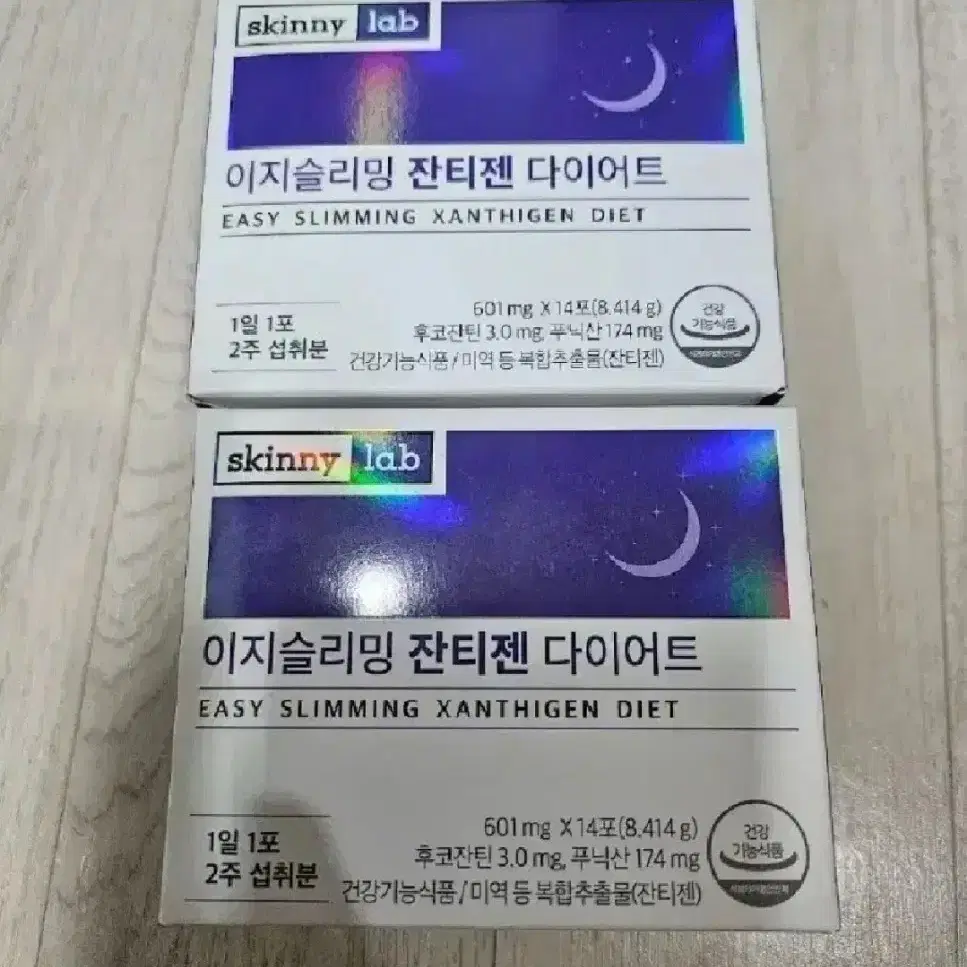 skinny lab
이지슬리밍 잔티젠 다이어트
EASY SLIMMING XANTHIGEN DIET
1일 1포
2주 섭취분
601mg X 14포(8.414 g)
후코잔틴 3.0 mg, 푸닉산 174 mg
건강기능식품 / 미역 등 복합추출물(잔티젠)
건강
기능식품
skinny lab
이지슬리밍 잔티젠 다이어트
EASY SLIMMING XANTHIGEN DIET
1일 1포
2주 섭취분
601mg X 14포(8.414 g)
후코잔틴 3.0 mg, 푸닉산 174 mg
건강기능식품 / 미역 등 복합추출물(잔티젠)
건강
기능식품